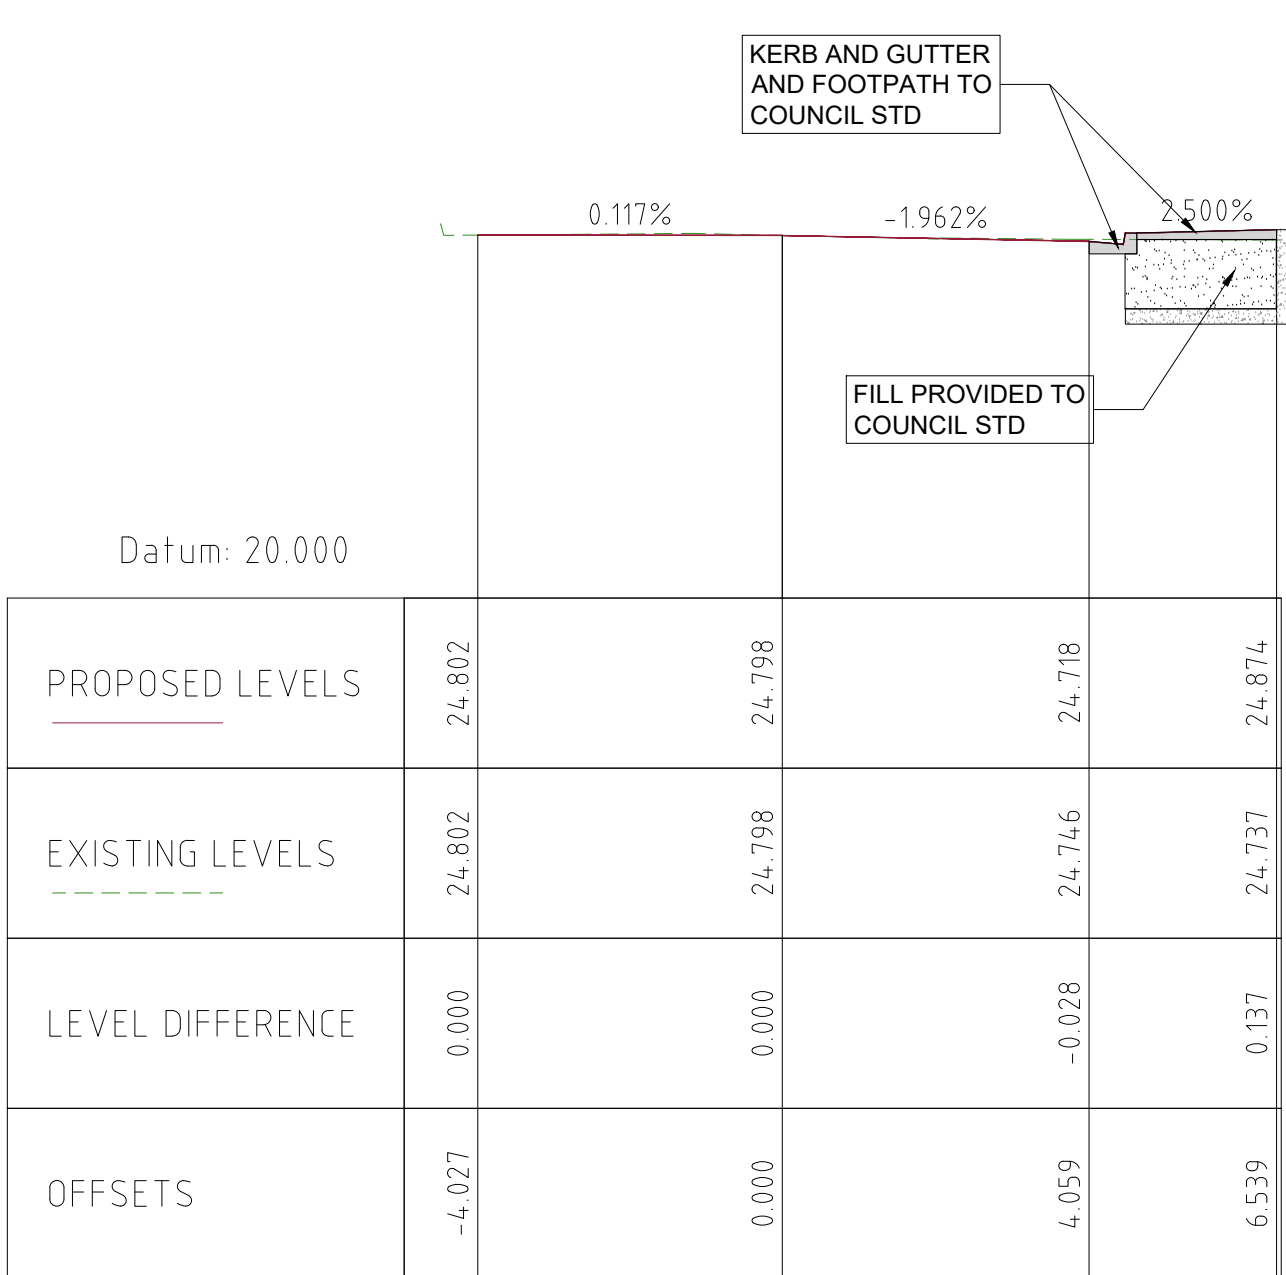 KERB AND GUTTER
AND FOOTPATH TO
COUNCIL STD
0.117%
-1.962%
2.500%
FILL PROVIDED TO
COUNCIL STD
Datum: 20.000
PROPOSED LEVELS 24.802 24.798 24.718 24.874
EXISTING LEVELS 24.802 24.798 24.746 24.737
LEVEL DIFFERENCE 0.000 0.000 -0.028 0.137
OFFSETS -4.027 0.000 4.059 6.539